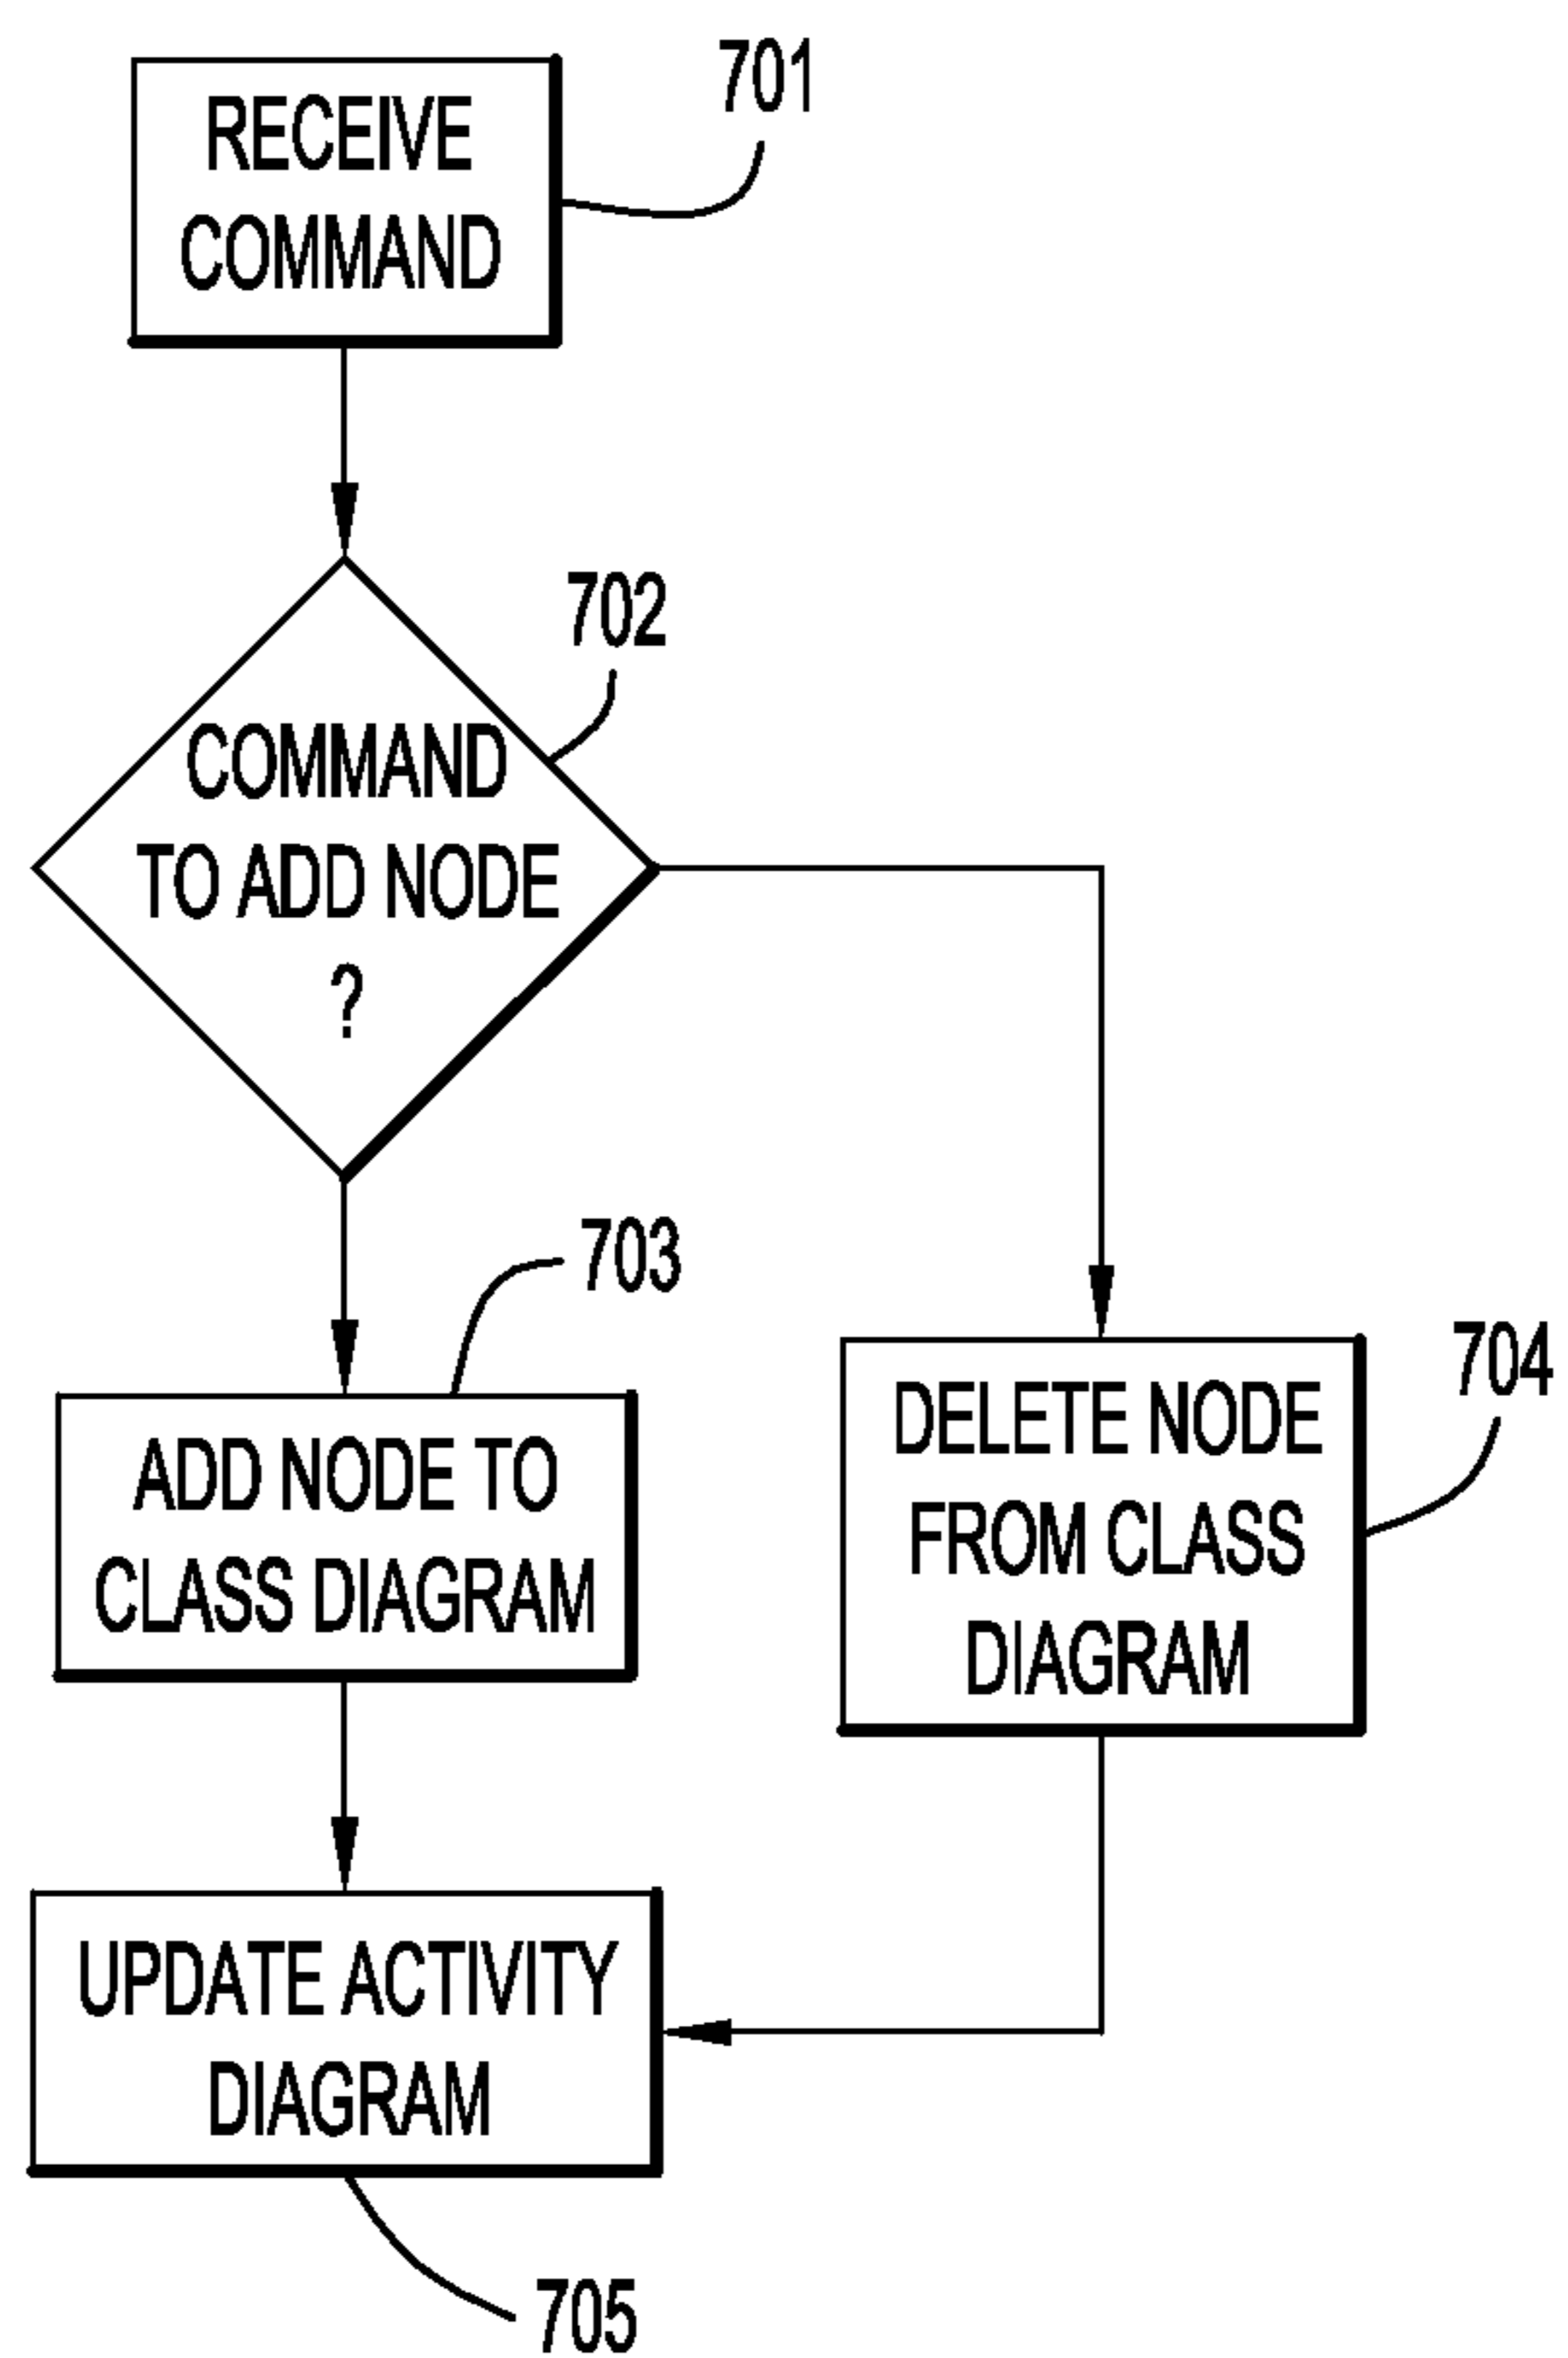 701
RECEIVE
COMMAND
702
COMMAND
TO ADD NODE
?
703
ADD NODE TO
CLASS DIAGRAM
704
DELETE NODE
FROM CLASS
DIAGRAM
UPDATE ACTIVITY
DIAGRAM
705